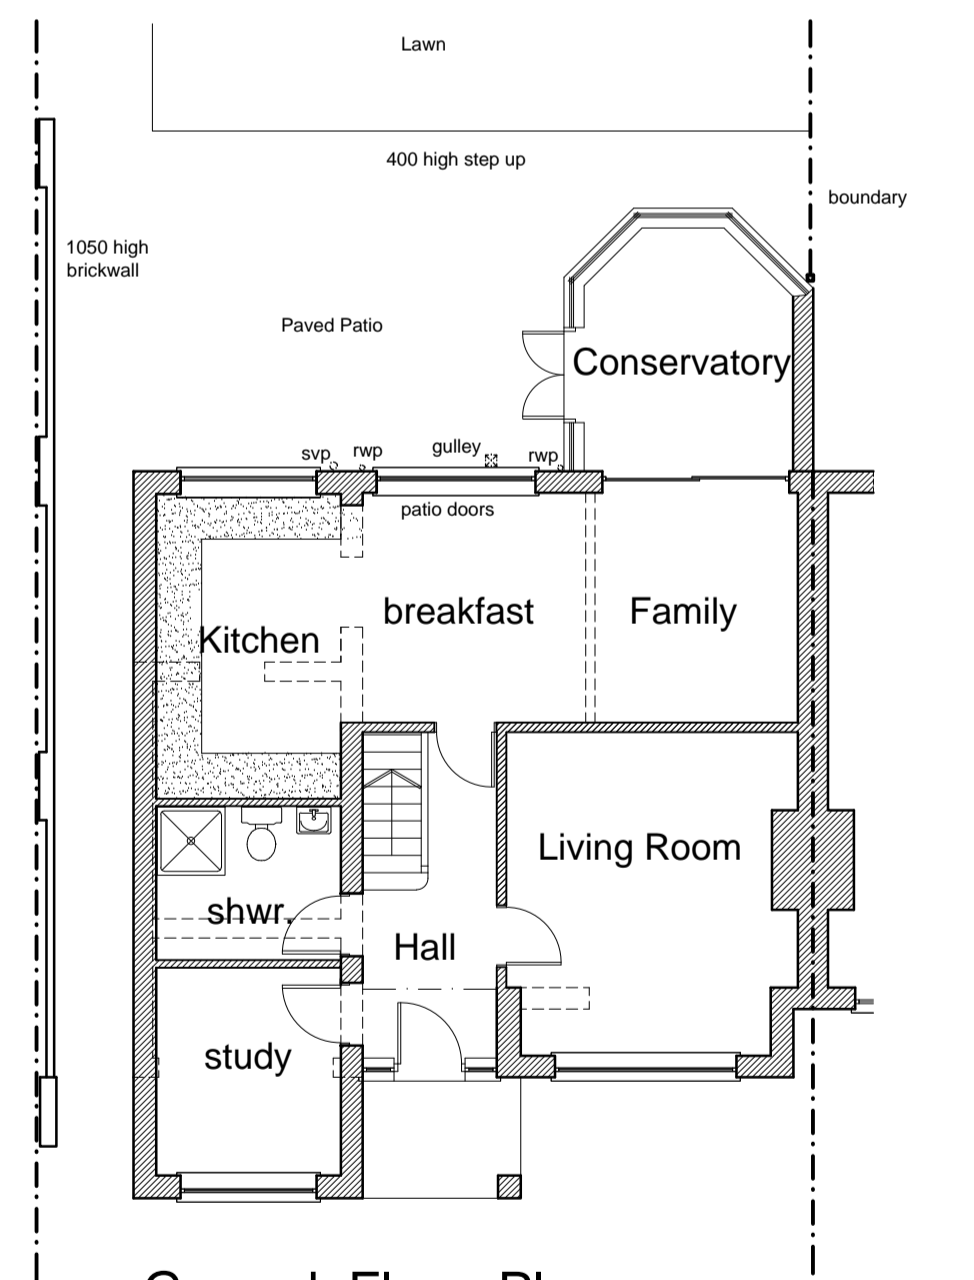 Lawn
400 high step up
boundary
1050 high
brickwall
Paved Patio
Conservatory
svp
rwp
gulley
rwp
patio doors
Kitchen
breakfast
Family
Living Room
shwr.
Hall
study